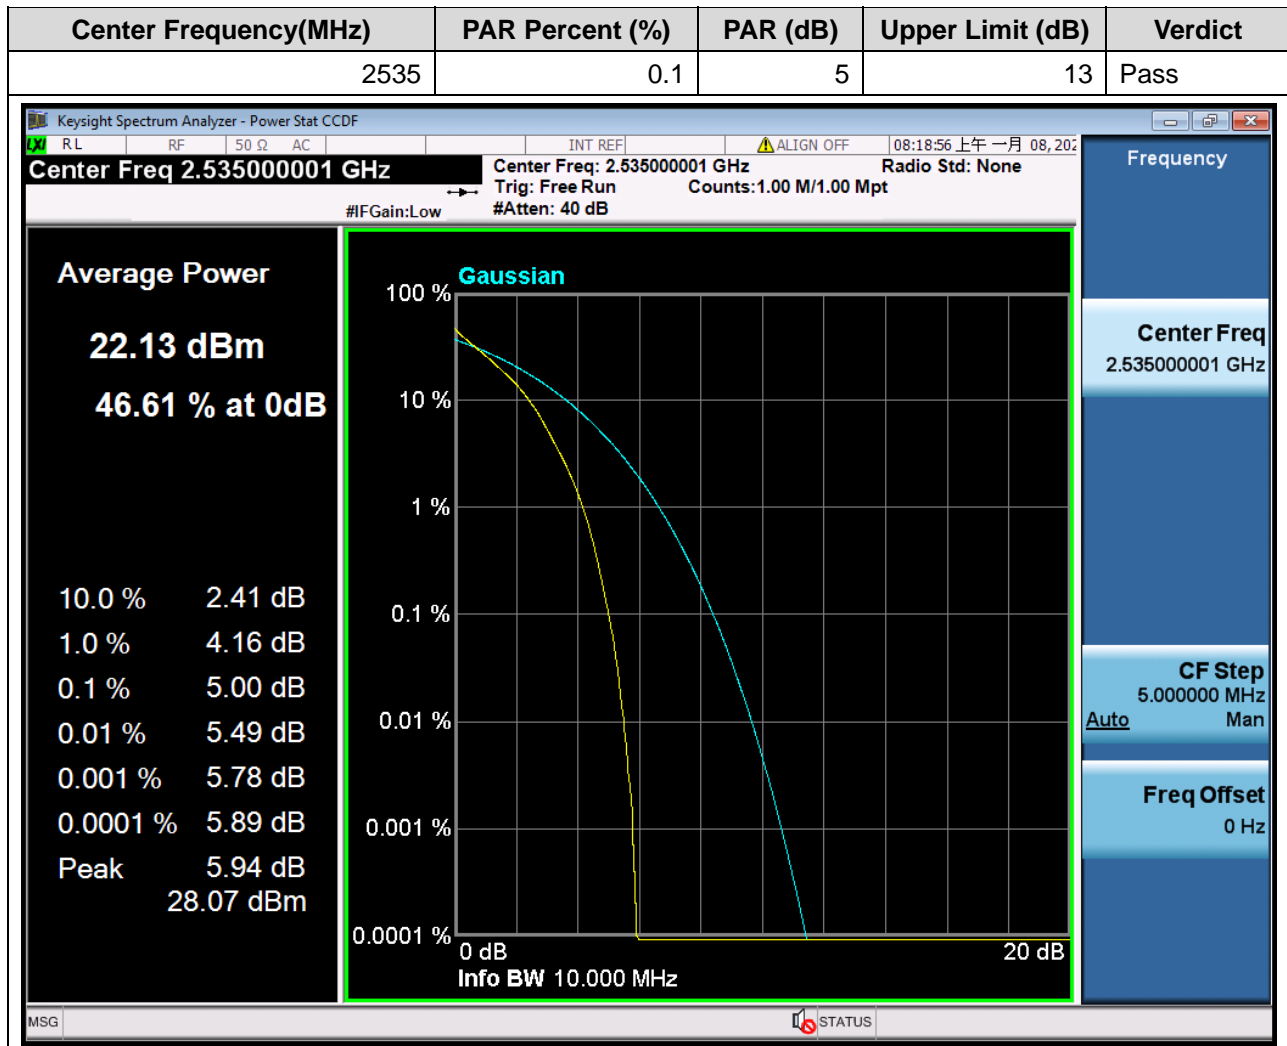 Center Frequency(MHz) PAR Percent (%) PAR (dB) Upper Limit (dB) Verdict
2535 0.1 5 13 Pass
Keysight Spectrum Analyzer - Power Stat CCDF
LXI RL RF 50 Ω AC INT REF ALIGN OFF 08:18:56 上午 一月 08, 202
Center Freq 2.535000001 GHz
#IFGain:Low
Center Freq: 2.535000001 GHz Radio Std: None
Trig: Free Run Counts:1.00 M/1.00 Mpt
#Atten: 40 dB
Average Power
22.13 dBm
46.61 % at 0dB
10.0 % 2.41 dB
1.0 % 4.16 dB
0.1 % 5.00 dB
0.01 % 5.49 dB
0.001 % 5.78 dB
0.0001 % 5.89 dB
Peak 5.94 dB
28.07 dBm
Gaussian
100 %
10 %
1 %
0.1 %
0.01 %
0.001 %
0.0001 %
0 dB 20 dB
Info BW 10.000 MHz
Frequency
Center Freq
2.535000001 GHz
CF Step
5.000000 MHz
Auto Man
Freq Offset
0 Hz
MSG STATUS